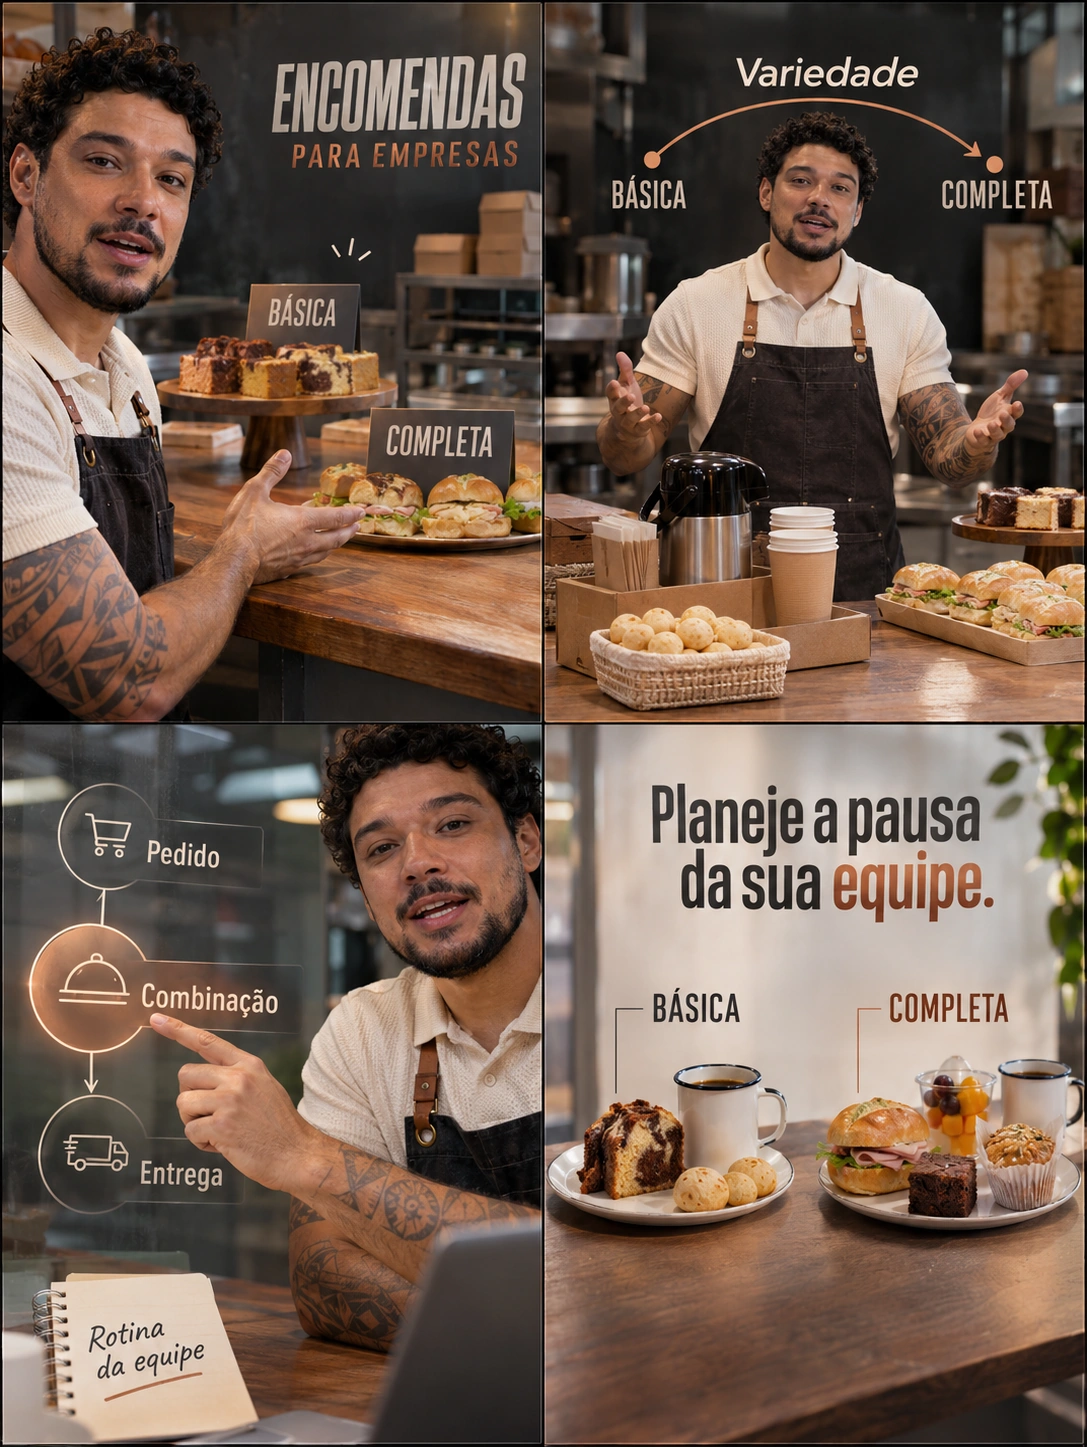 ENCOMENDAS
PARA EMPRESAS
BÁSICA
COMPLETA
Variedade
BÁSICA
COMPLETA
Pedido
Combinação
Entrega
Rotina
da equipe
Planeje a pausa
da sua equipe.
BÁSICA
COMPLETA